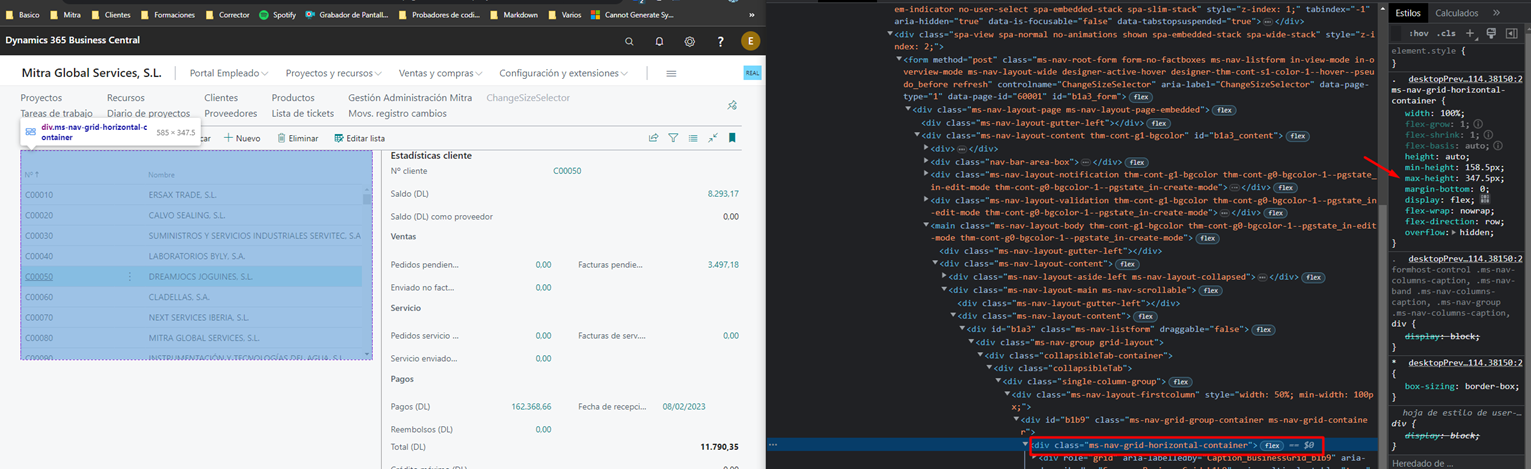 Basico Mitra Clientes Formaciones Corrector Spotify Grabador de Pantall... Probadores de codi... Markdown Varios Cannot Generate Sy... »
Dynamics 365 Business Central ? E
Mitra Global Services, S.L. Portal Empleado Proyectos y recursos Ventas y compras Configuración y extensiones REAL
Proyectos Recursos Clientes Productos Gestión Administración Mitra ChangeSizeSelector
Tareas de trabajo Diario de proyectos Proveedores Lista de tickets Movs. registro cambios
div.ms-nav-grid-horizontal-c
ontainer 585 × 347.5
car + Nuevo Eliminar Editar lista
Nº ↑ Nombre
C00010 ERSAX TRADE, S.L.
C00020 CALVO SEALING, S.L.
C00030 SUMINISTROS Y SERVICIOS INDUSTRIALES SERVITEC, S.A
C00040 LABORATORIOS BYLY, S.A.
C00050 DREAMJOCS JOGUINES, S.L.
C00060 CLADELLAS, S.A.
C00070 NEXT SERVICES IBERIA, S.L.
C00080 MITRA GLOBAL SERVICES, S.L.
C00090 INSTRUMENTACIÓN Y TECNOLOGÍAS DEL AGUA, S.L.
Estadísticas cliente
Nº cliente C00050
Saldo (DL) 8.293,17
Saldo (DL) como proveedor 0.00
Ventas
Pedidos pendien... 0.00 Facturas pendie... 3.497,18
Enviado no fact... 0.00
Servicio
Pedidos servicio ... 0.00 Facturas de serv.... 0.00
Servicio enviado... 0.00
Pagos
Pagos (DL) 162.368,66 Fecha de recepci... 08/02/2023
Reembolsos (DL) 0.00
Total (DL) 11.790,35
Crédito máximo (DL) 0.00
em-indicator no-user-select spa-embedded-stack spa-slim-stack" style="z-index: 1;" tabindex="-1"
aria-hidden="true" data-is-focusable="false" data-tabstopsuspended="true"> </div>
<div class="spa-view spa-normal no-animations shown spa-embedded-stack spa-wide-stack" style="z-i
ndex: 2;">
<form method="post" class="ms-nav-root-form form-no-factboxes ms-nav-listform in-view-mode in-o
verview-mode ms-nav-layout-wide designer-active-hover designer-thm-cont-s1-color-1--hover--pseu
do_before refresh" controlname="ChangeSizeSelector" aria-label="ChangeSizeSelector" data-page-
type="1" data-page-id="60001" id="b1a3_form"> flex
<div class="ms-nav-layout-page ms-nav-layout-page-embedded"> flex
<div class="ms-nav-layout-gutter-left"></div>
<div class="ms-nav-layout-content thm-cont-g1-bgcolor" id="b1a3_content"> flex
<div> </div>
<div class="nav-bar-area-box"> </div> flex
<div class="ms-nav-layout-notification thm-cont-g1-bgcolor thm-cont-g0-bgcolor-1--pgstate_
in-edit-mode thm-cont-g0-bgcolor-1--pgstate_in-create-mode"> </div> flex
<div class="ms-nav-layout-validation thm-cont-g1-bgcolor thm-cont-g0-bgcolor-1--pgstate_in
-edit-mode thm-cont-g0-bgcolor-1--pgstate_in-create-mode"> </div> flex
<main class="ms-nav-layout-body thm-cont-g1-bgcolor thm-cont-g0-bgcolor-1--pgstate_in-edit
-mode thm-cont-g0-bgcolor-1--pgstate_in-create-mode"> flex
<div class="ms-nav-layout-gutter-left"></div>
<div class="ms-nav-layout-content"> flex
<div class="ms-nav-layout-aside-left ms-nav-layout-collapsed"> </div> flex
<div class="ms-nav-layout-main ms-nav-scrollable"> flex
<div class="ms-nav-layout-gutter-left"></div>
<div class="ms-nav-layout-content"> flex
<div id="b1a3" class="ms-nav-listform" draggable="false"> flex
<div class="ms-nav-group grid-layout">
<div class="collapsibleTab-container">
<div class="collapsibleTab">
<div class="single-column-group"> flex
<div class="ms-nav-layout-firstcolumn" style="width: 50%; min-width: 100p
x;">
<div id="b1b9" class="ms-nav-grid-group-container ms-nav-grid-containe
r">
<div class="ms-nav-grid-horizontal-container"> flex == $0
<div role="grid" aria-labelledby="Caption_BusinessGrid_b1b9" aria-
Estilos Calculados »
:hov .cls +
element.style {
}
. desktopPrev….114.38150:2
ms-nav-grid-horizontal-
container {
width: 100%;
flex-grow: 1;
flex-shrink: 1;
flex-basis: auto;
height: auto;
min-height: 158.5px;
max-height: 347.5px;
margin-bottom: 0;
display: flex;
flex-wrap: nowrap;
flex-direction: row;
overflow: hidden;
}
. desktopPrev….114.38150:2
formhost-control .ms-nav-
columns-caption, .ms-nav-
band .ms-nav-columns-
caption, .ms-nav-group
.ms-nav-columns-caption,
div {
display: block;
}
* desktopPrev….114.38150:2
{
box-sizing: border-box;
}
hoja de estilo de user-…
div {
display: block;
}
Heredado de …